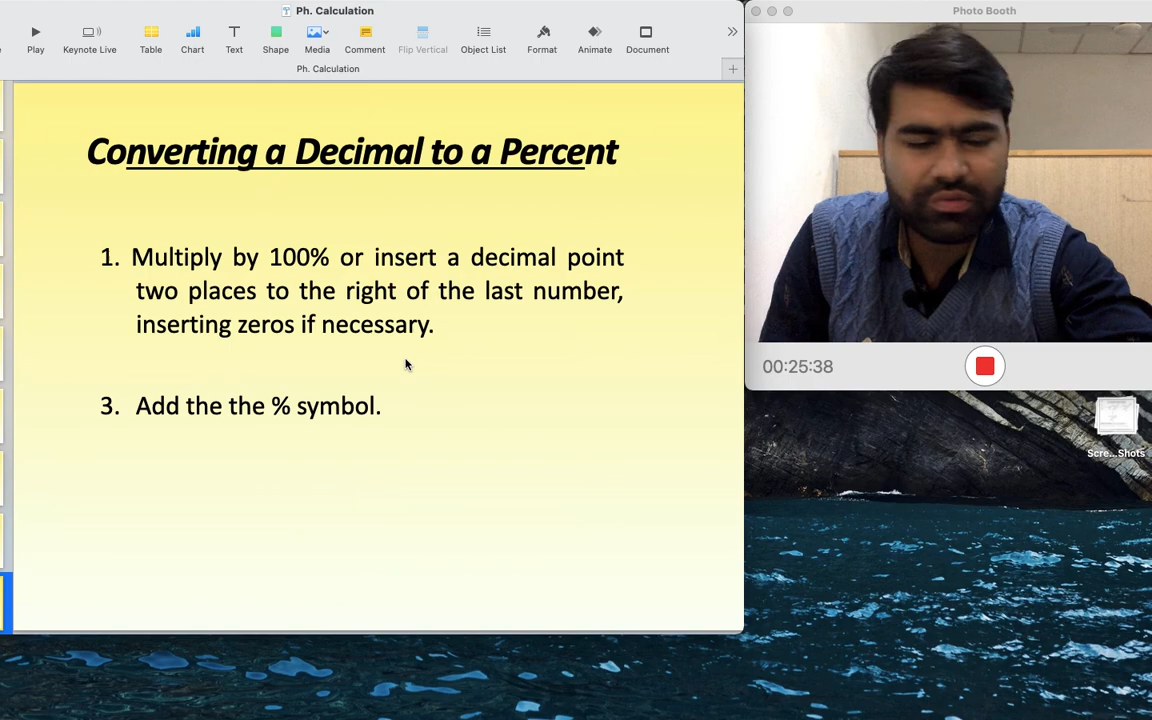 Ph. Calculation
Photo Booth
Play
Keynote Live
Table
Chart
Text
Shape
Media
Comment
Flip Vertical
Object List
Format
Animate
Document
Ph. Calculation
Converting a Decimal to a Percent
1. Multiply by 100% or insert a decimal point
two places to the right of the last number,
inserting zeros if necessary.
3. Add the the % symbol.
00:25:38
Scre...Shots